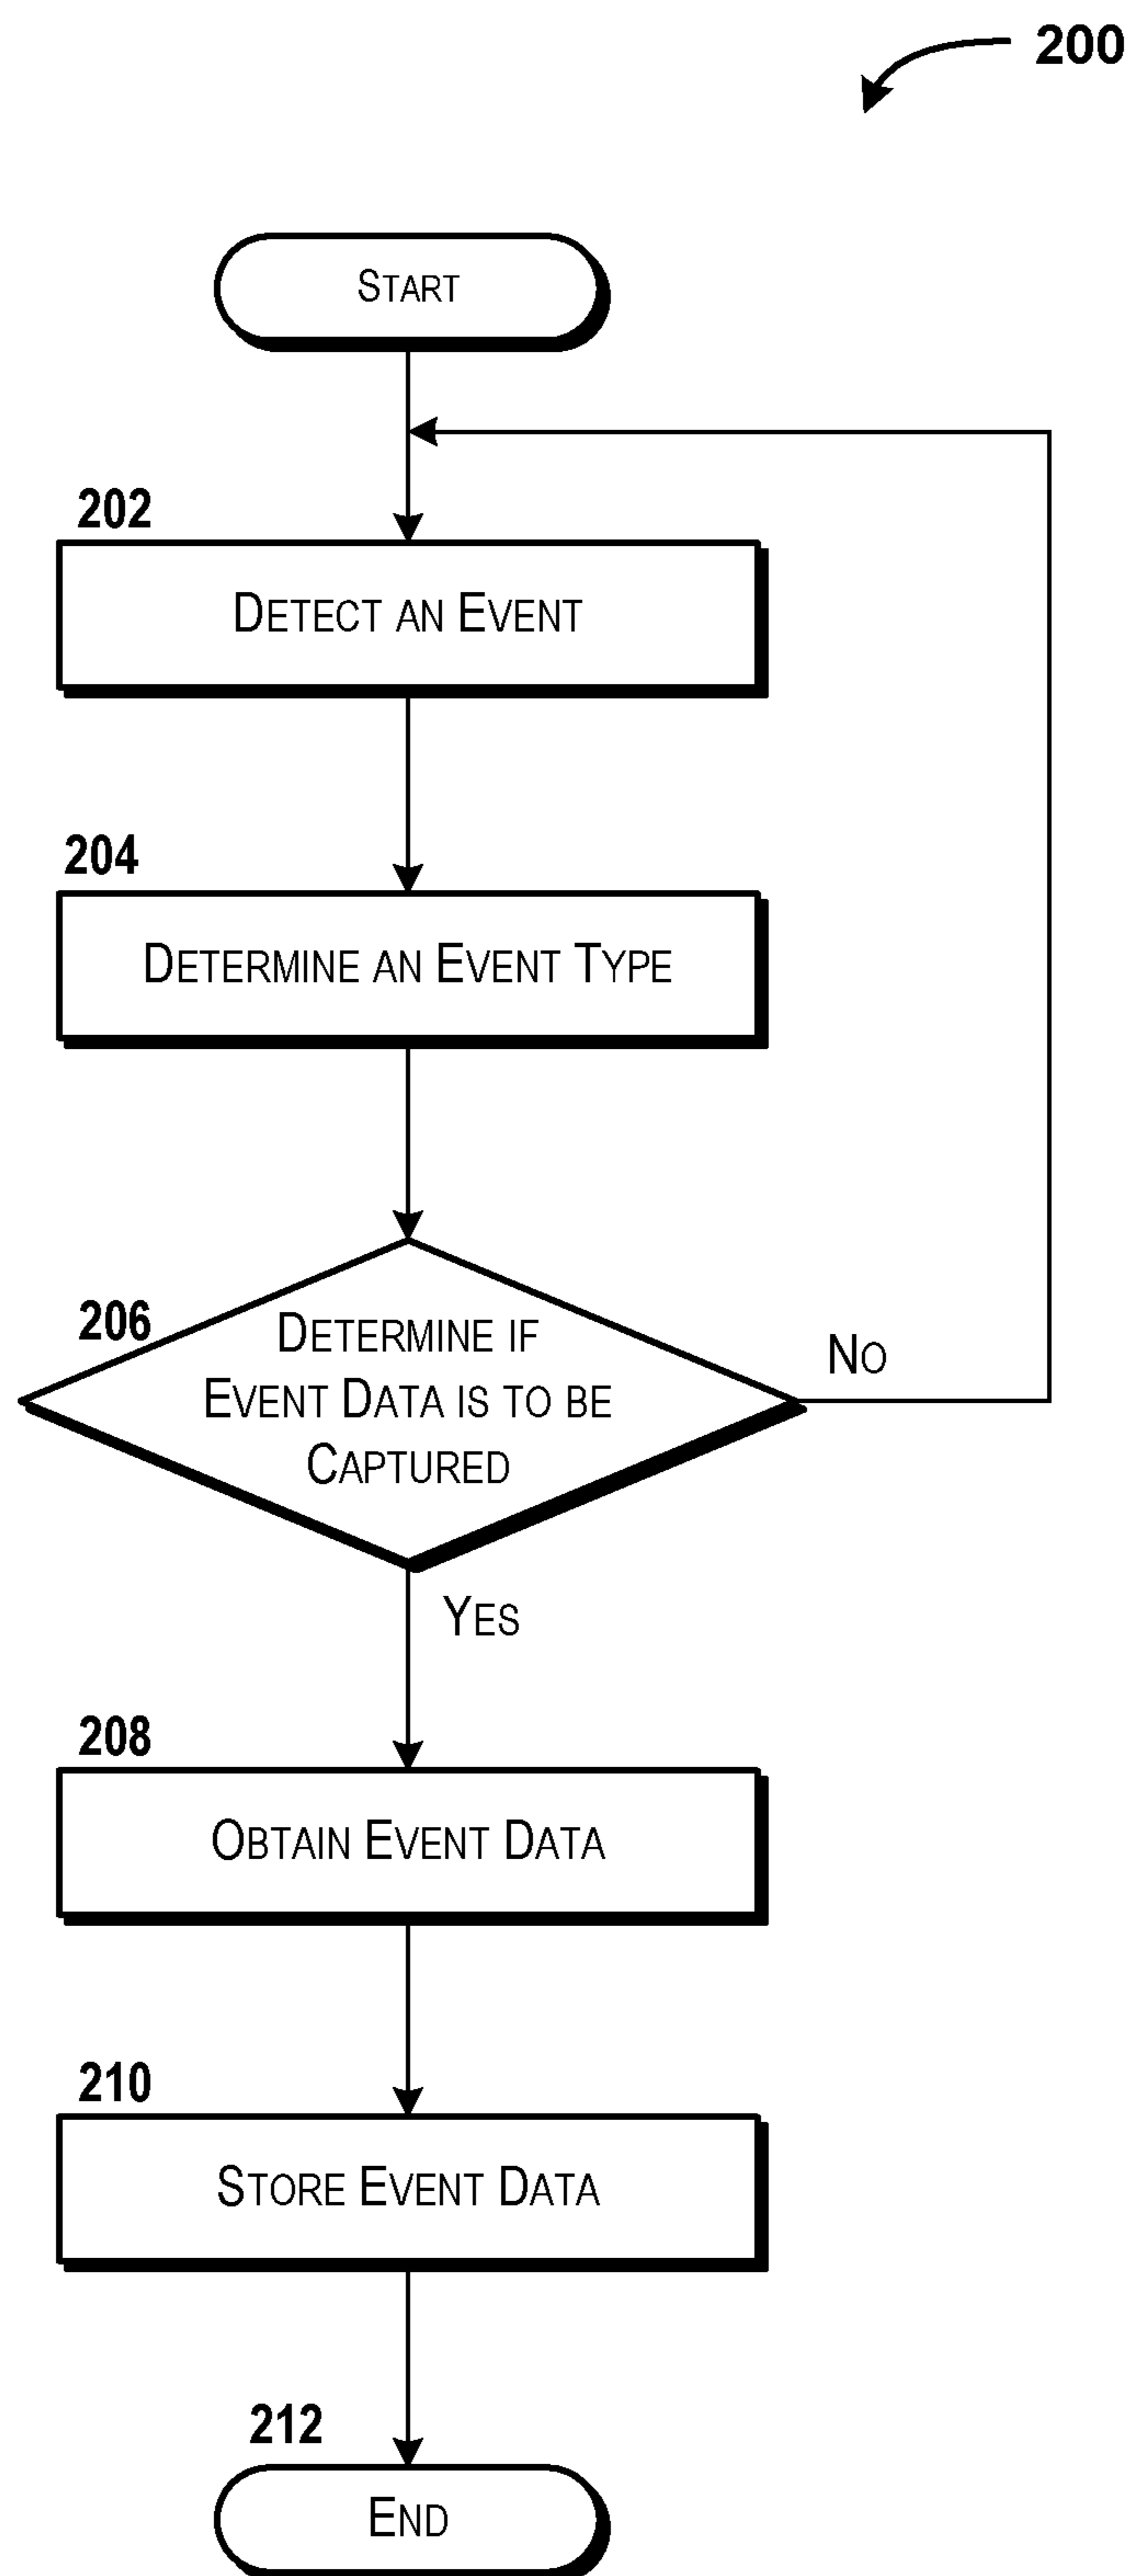 200
START
202
DETECT AN EVENT
204
DETERMINE AN EVENT TYPE
206
DETERMINE IF
EVENT DATA IS TO BE
CAPTURED
NO
YES
208
OBTAIN EVENT DATA
210
STORE EVENT DATA
212
END